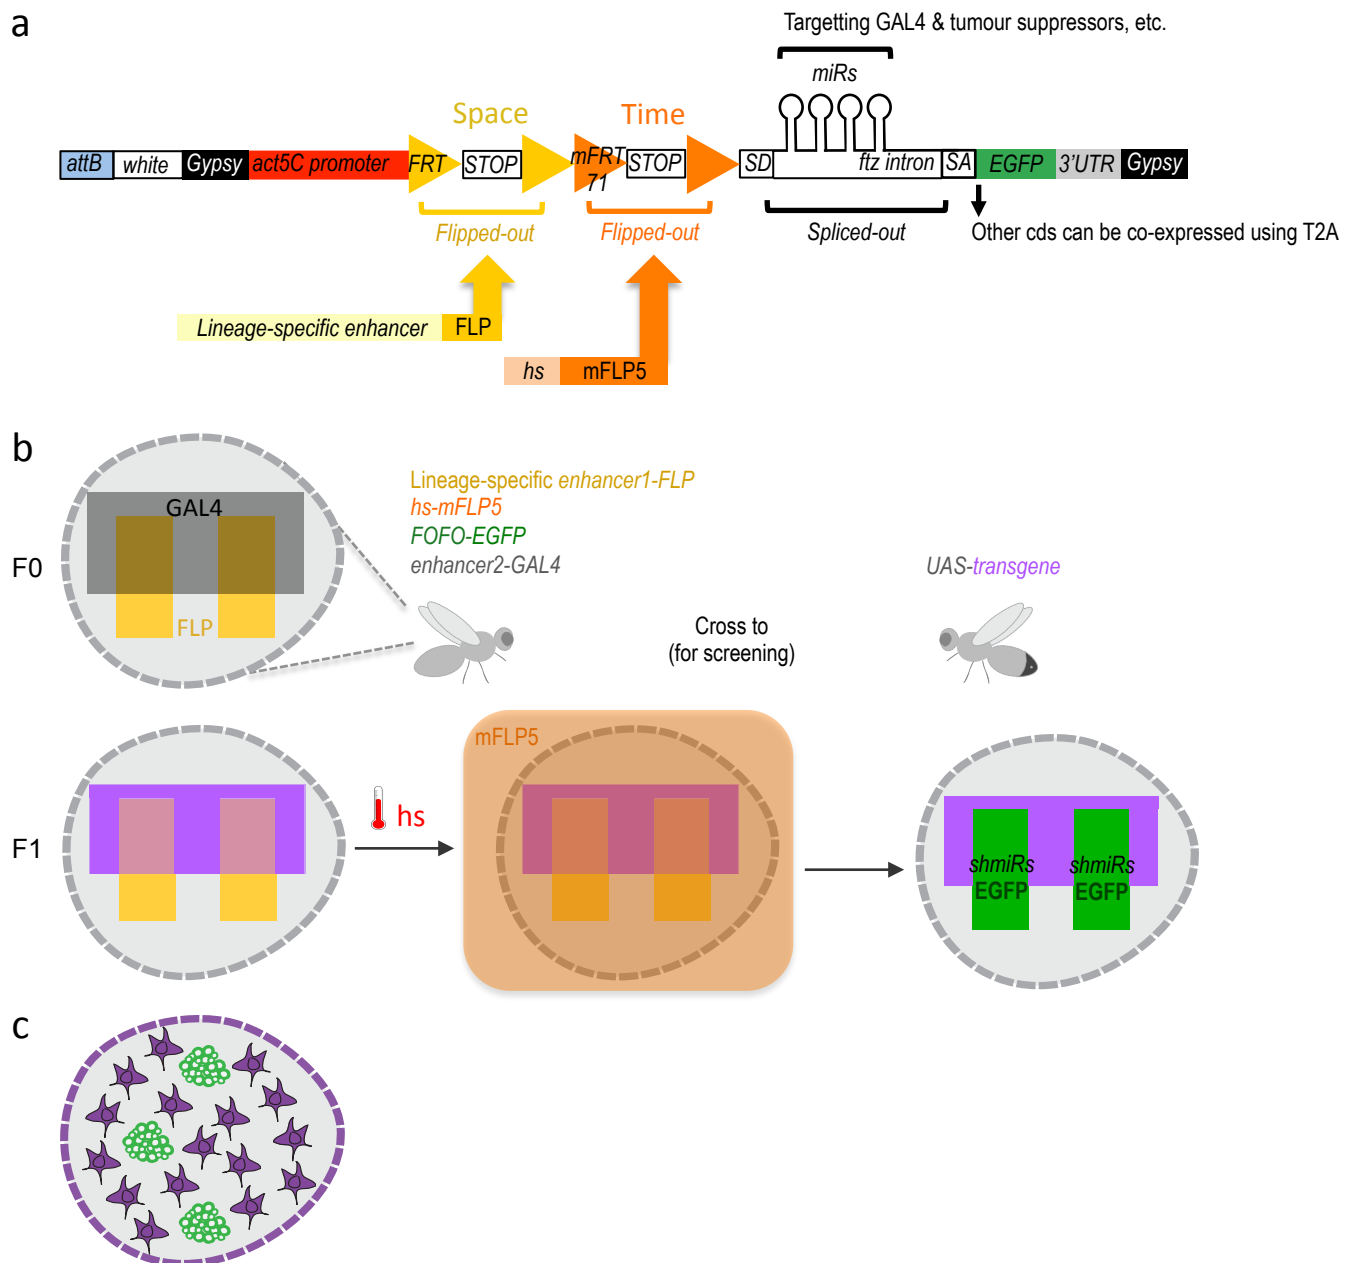 a
Targetting GAL4 & tumour suppressors, etc.
miRs
Space
Time
attB
white
Gypsy
act5C promoter
FRT
STOP
mFRT
71
STOP
SD
ftz intron
SA
EGFP
3'UTR
Gypsy
Flipped-out
Flipped-out
Spliced-out
Other cds can be co-expressed using T2A
Lineage-specific enhancer
FLP
hs
mFLP5
b
F0
GAL4
FLP
Lineage-specific enhancer1-FLP
hs-mFLP5
FOFO-EGFP
enhancer2-GAL4
Cross to
(for screening)
UAS-transgene
F1
hs
mFLP5
shmiRs
EGFP
shmiRs
EGFP
c